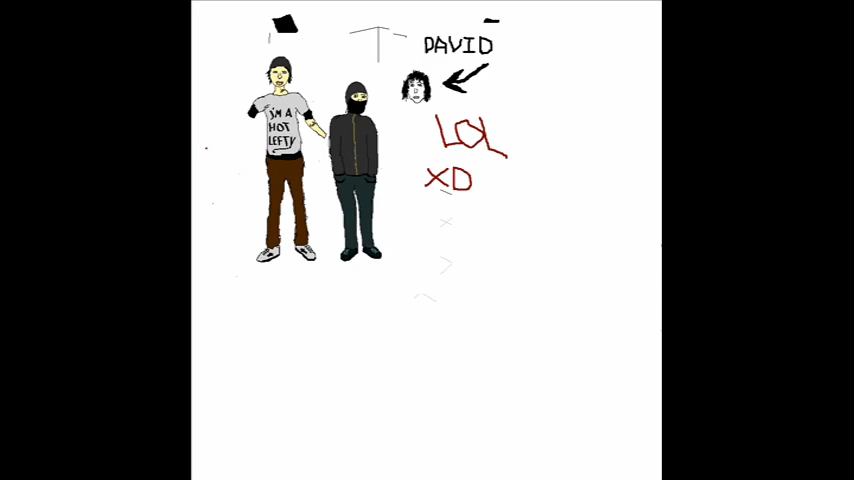 DAVID
I'M A
HOT
LEFTY
LOL
XD